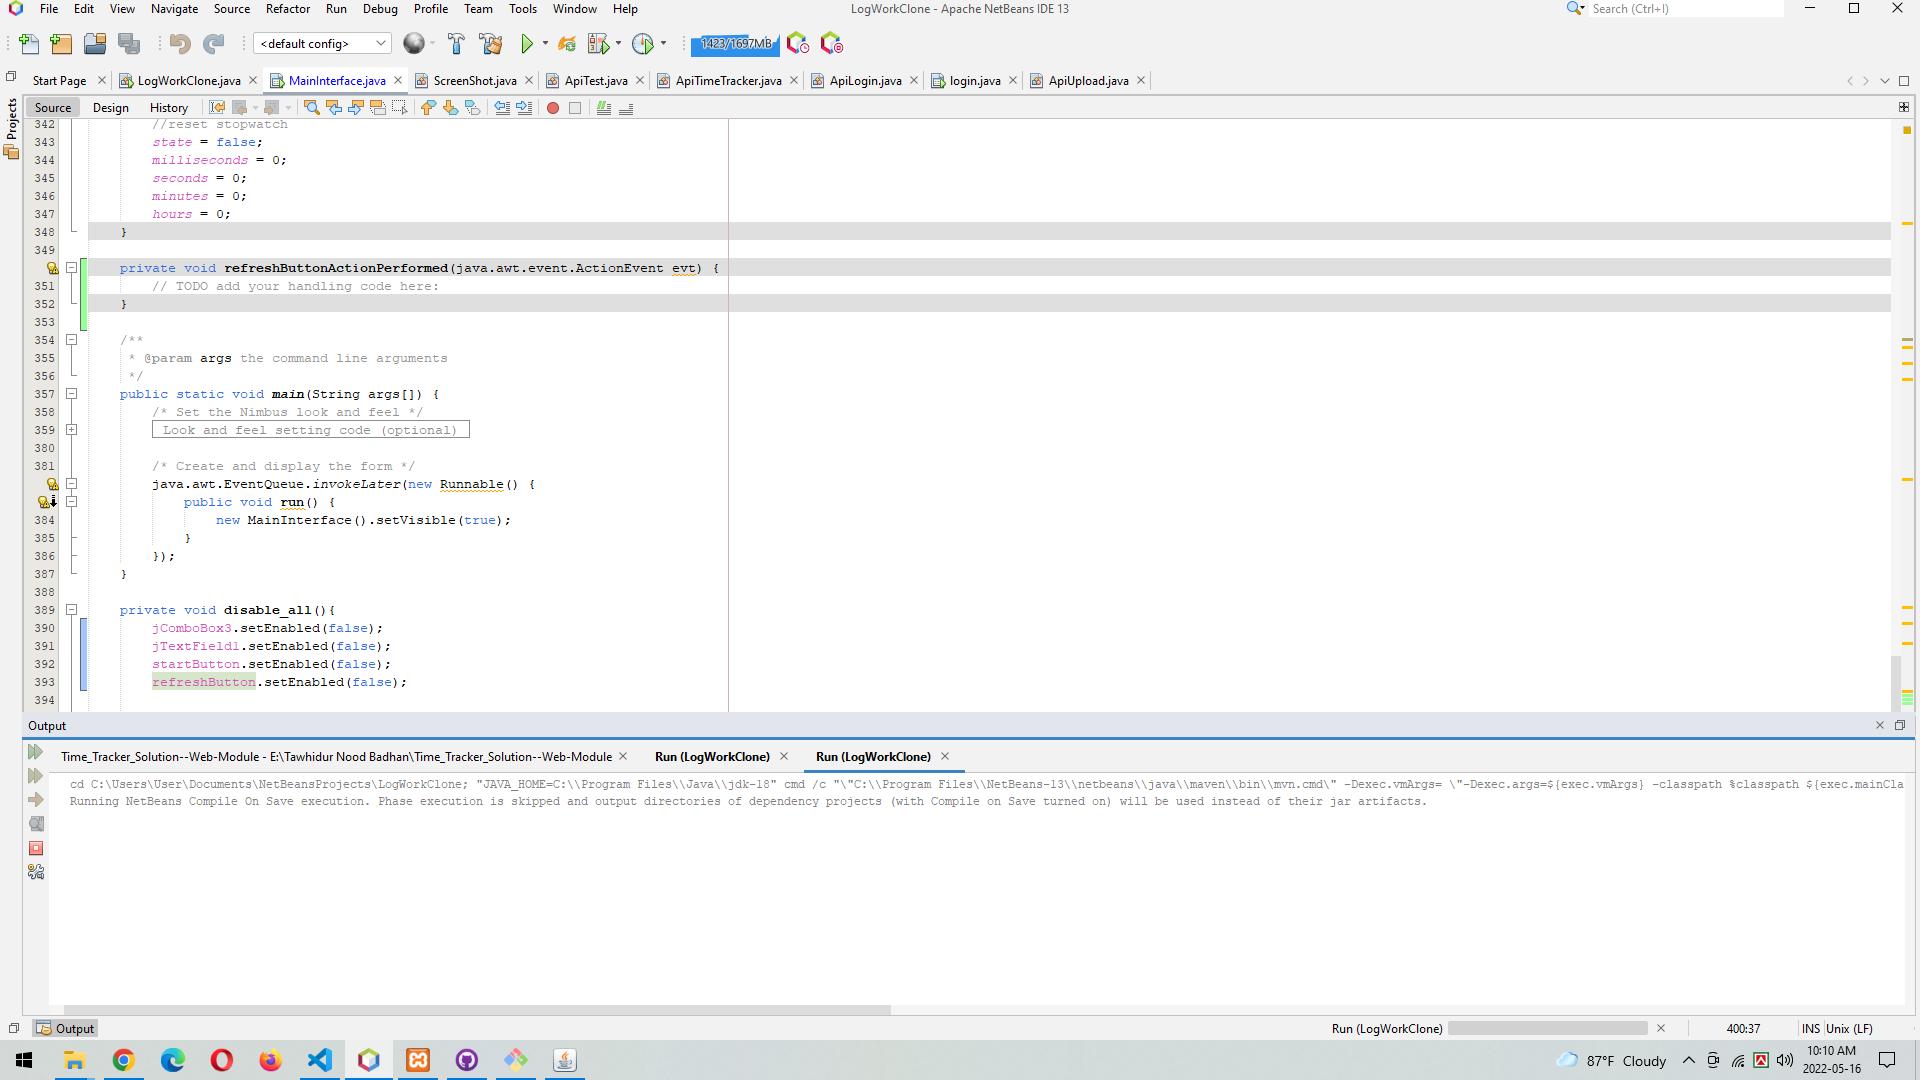 File Edit View Navigate Source Refactor Run Debug Profile Team Tools Window Help
LogWorkClone - Apache NetBeans IDE 13
Search (Ctrl+I)
<default config>
1423/1697MB
Start Page
LogWorkClone.java
MainInterface.java
ScreenShot.java
ApiTest.java
ApiTimeTracker.java
ApiLogin.java
login.java
ApiUpload.java
Projects
Source Design History
342 //reset stopwatch
343 state = false;
344 milliseconds = 0;
345 seconds = 0;
346 minutes = 0;
347 hours = 0;
348 }
349
private void refreshButtonActionPerformed(java.awt.event.ActionEvent evt) {
351 // TODO add your handling code here:
352 }
353
354 /**
355 * @param args the command line arguments
356 */
357 public static void main(String args[]) {
358 /* Set the Nimbus look and feel */
359 Look and feel setting code (optional)
380
381 /* Create and display the form */
java.awt.EventQueue.invokeLater(new Runnable() {
public void run() {
384 new MainInterface().setVisible(true);
385 }
386 });
387 }
388
389 private void disable_all(){
390 jComboBox3.setEnabled(false);
391 jTextField1.setEnabled(false);
392 startButton.setEnabled(false);
393 refreshButton.setEnabled(false);
394
Output
Time_Tracker_Solution--Web-Module - E:\Tawhidur Nood Badhan\Time_Tracker_Solution--Web-Module
Run (LogWorkClone)
Run (LogWorkClone)
cd C:\Users\User\Documents\NetBeansProjects\LogWorkClone; "JAVA_HOME=C:\\Program Files\\Java\\jdk-18" cmd /c "\"C:\\Program Files\\NetBeans-13\\netbeans\\java\\maven\\bin\\mvn.cmd\" -Dexec.vmArgs= \"-Dexec.args=${exec.vmArgs} -classpath %classpath ${exec.mainCla
Running NetBeans Compile On Save execution. Phase execution is skipped and output directories of dependency projects (with Compile on Save turned on) will be used instead of their jar artifacts.
Output
Run (LogWorkClone)
400:37
INS Unix (LF)
87°F Cloudy
10:10 AM
2022-05-16